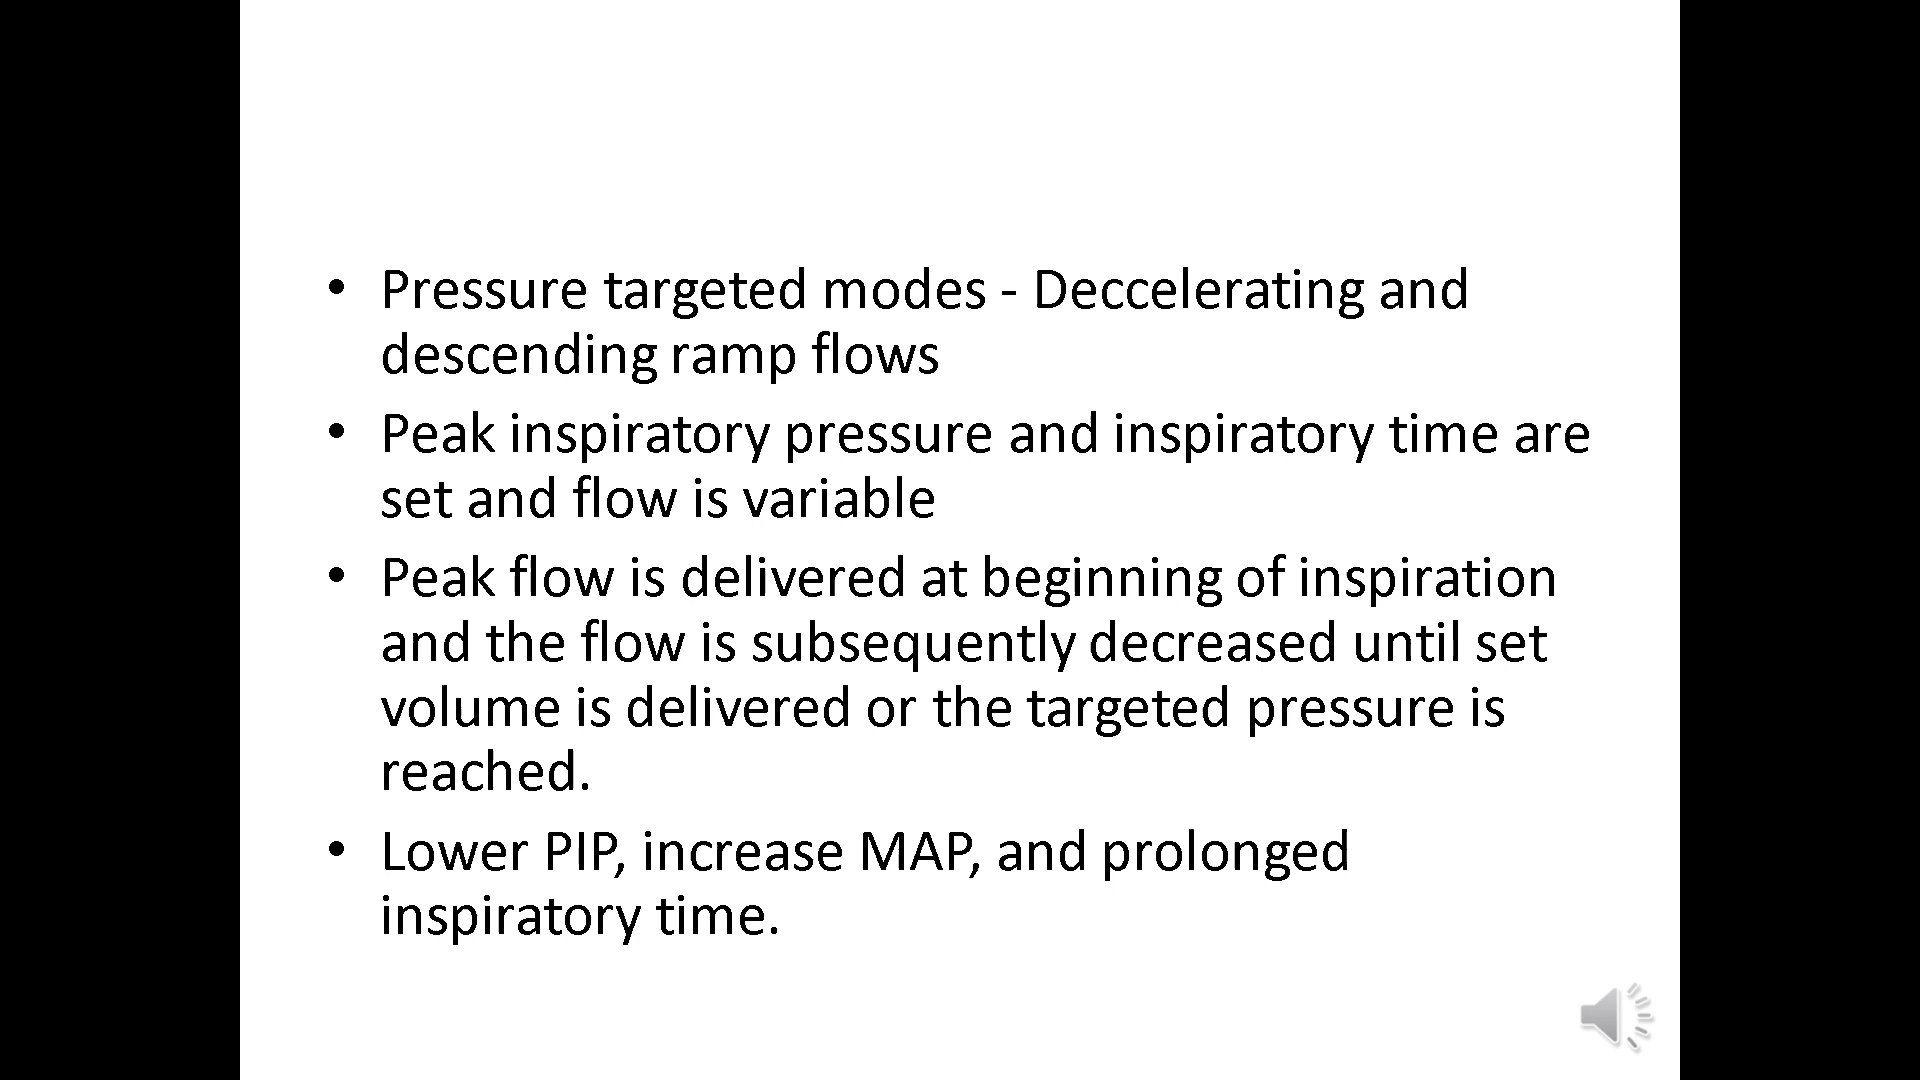 • Pressure targeted modes - Deccelerating and
descending ramp flows
• Peak inspiratory pressure and inspiratory time are
set and flow is variable
• Peak flow is delivered at beginning of inspiration
and the flow is subsequently decreased until set
volume is delivered or the targeted pressure is
reached.
• Lower PIP, increase MAP, and prolonged
inspiratory time.